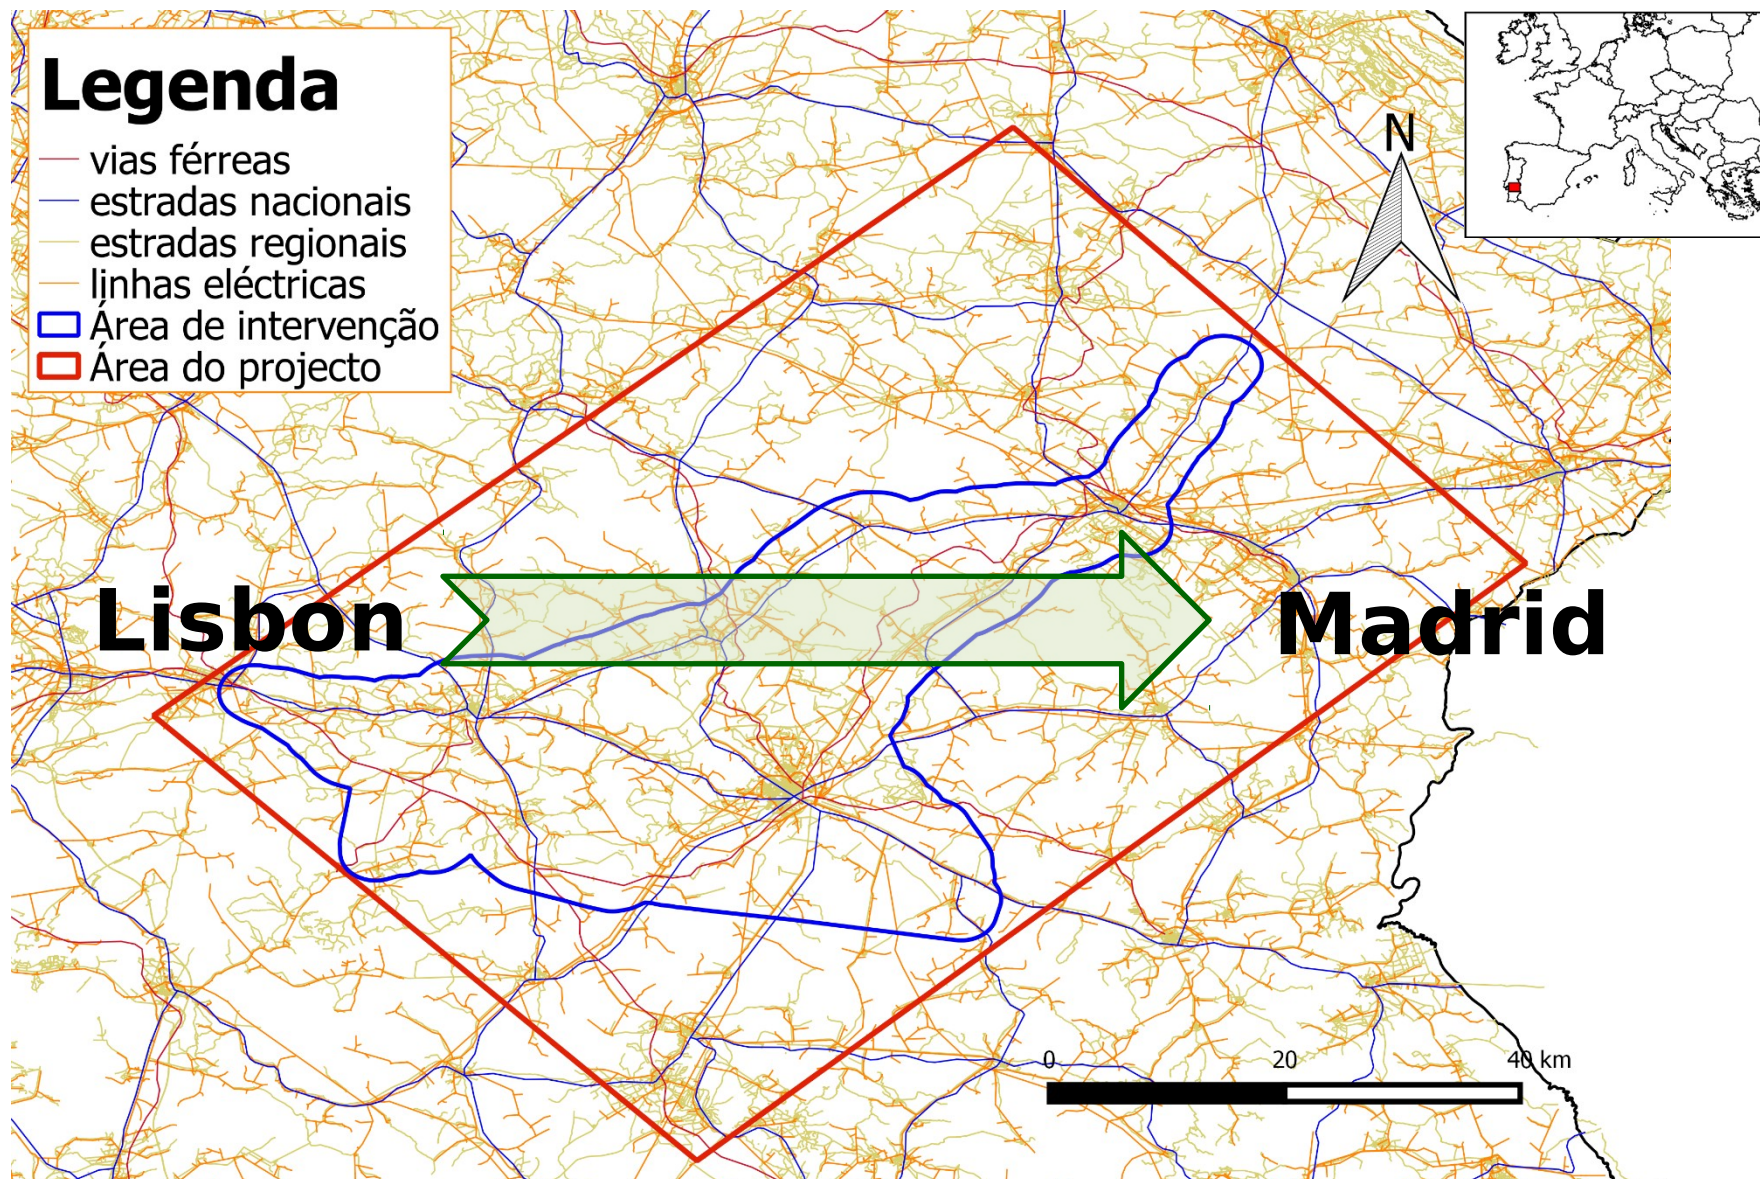 Legenda
vias férreas
estradas nacionais
estradas regionais
linhas eléctricas
Área de intervenção
Área do projecto
N
Lisbon
Madrid
0 20 40 km